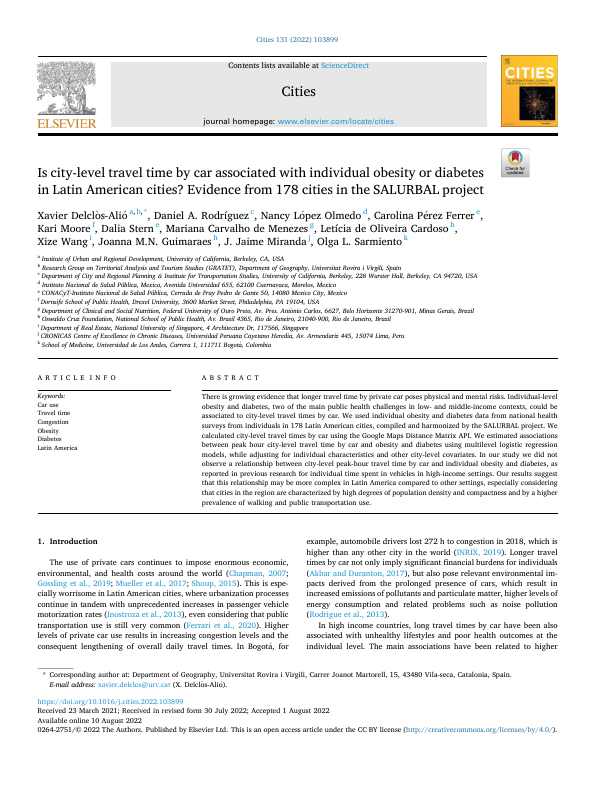 Cities 131 (2022) 103899
Contents lists available at ScienceDirect
Cities
journal homepage: www.elsevier.com/locate/cities
ELSEVIER
CITIES
Check for
updates
Is city-level travel time by car associated with individual obesity or diabetes
in Latin American cities? Evidence from 178 cities in the SALURBAL project
Xavier Delclòs-Alió a,b,*, Daniel A. Rodríguez c, Nancy López Olmedo d, Carolina Pérez Ferrer e,
Kari Moore f, Dalia Stern e, Mariana Carvalho de Menezes g, Letícia de Oliveira Cardoso h,
Xize Wang i, Joanna M.N. Guimaraes h, J. Jaime Miranda j, Olga L. Sarmiento k
a Institute of Urban and Regional Development, University of California, Berkeley, CA, USA
b Research Group on Territorial Analysis and Tourism Studies (GRATET), Department of Geography, Universitat Rovira i Virgili, Spain
c Department of City and Regional Planning & Institute for Transportation Studies, University of California, Berkeley, 228 Wurster Hall, Berkeley, CA 94720, USA
d Instituto Nacional de Salud Pública, Mexico, Avenida Universidad 655, 62100 Cuernavaca, Morelos, Mexico
e CONACyT-Instituto Nacional de Salud Pública, Cerrada de Fray Pedro de Gante 50, 14080 Mexico City, Mexico
f Dornsife School of Public Health, Drexel University, 3600 Market Street, Philadelphia, PA 19104, USA
g Department of Clinical and Social Nutrition, Federal University of Ouro Preto, Av. Pres. Antonio Carlos, 6627, Belo Horizonte 31270-901, Minas Gerais, Brazil
h Oswaldo Cruz Foundation, National School of Public Health, Av. Brasil 4365, Rio de Janeiro, 21040-900, Rio de Janeiro, Brazil
i Department of Real Estate, National University of Singapore, 4 Architecture Dr, 117566, Singapore
j CRONICAS Centre of Excellence in Chronic Diseases, Universidad Peruana Cayetano Heredia, Av. Armendariz 445, 15074 Lima, Peru
k School of Medicine, Universidad de Los Andes, Carrera 1, 111711 Bogotá, Colombia
ARTICLE INFO
Keywords:
Car use
Travel time
Congestion
Obesity
Diabetes
Latin America
ABSTRACT
There is growing evidence that longer travel time by private car poses physical and mental risks. Individual-level
obesity and diabetes, two of the main public health challenges in low- and middle-income contexts, could be
associated to city-level travel times by car. We used individual obesity and diabetes data from national health
surveys from individuals in 178 Latin American cities, compiled and harmonized by the SALURBAL project. We
calculated city-level travel times by car using the Google Maps Distance Matrix API. We estimated associations
between peak hour city-level travel time by car and obesity and diabetes using multilevel logistic regression
models, while adjusting for individual characteristics and other city-level covariates. In our study we did not
observe a relationship between city-level peak-hour travel time by car and individual obesity and diabetes, as
reported in previous research for individual time spent in vehicles in high-income settings. Our results suggest
that this relationship may be more complex in Latin America compared to other settings, especially considering
that cities in the region are characterized by high degrees of population density and compactness and by a higher
prevalence of walking and public transportation use.
1. Introduction
The use of private cars continues to impose enormous economic,
environmental, and health costs around the world (Chapman, 2007;
Gössling et al., 2019; Mueller et al., 2017; Shoup, 2015). This is espe-
cially worrisome in Latin American cities, where urbanization processes
continue in tandem with unprecedented increases in passenger vehicle
motorization rates (Inostroza et al., 2013), even considering that public
transportation use is still very common (Ferrari et al., 2020). Higher
levels of private car use results in increasing congestion levels and the
consequent lengthening of overall daily travel times. In Bogotá, for
example, automobile drivers lost 272 h to congestion in 2018, which is
higher than any other city in the world (INRIX, 2019). Longer travel
times by car not only imply significant financial burdens for individuals
(Akbar and Duranton, 2017), but also pose relevant environmental im-
pacts derived from the prolonged presence of cars, which result in
increased emissions of pollutants and particulate matter, higher levels of
energy consumption and related problems such as noise pollution
(Rodrigue et al., 2013).
In high income countries, long travel times by car have been also
associated with unhealthy lifestyles and poor health outcomes at the
individual level. The main associations have been related to higher
* Corresponding author at: Department of Geography, Universitat Rovira i Virgili, Carrer Joanot Martorell, 15, 43480 Vila-seca, Catalonia, Spain.
E-mail address: xavier.delclos@urv.cat (X. Delclòs-Alió).
https://doi.org/10.1016/j.cities.2022.103899
Received 23 March 2021; Received in revised form 30 July 2022; Accepted 1 August 2022
Available online 10 August 2022
0264-2751/© 2022 The Authors. Published by Elsevier Ltd. This is an open access article under the CC BY license (http://creativecommons.org/licenses/by/4.0/).